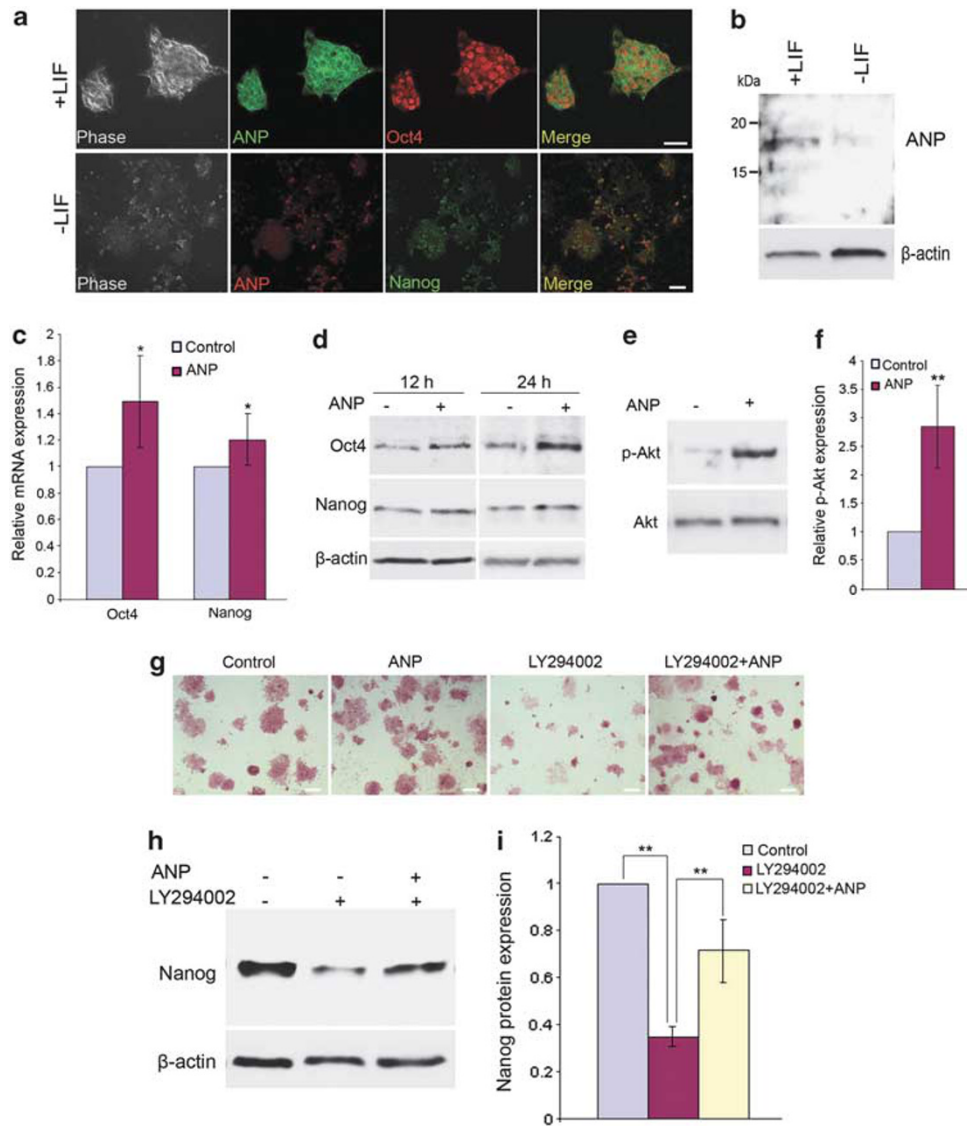 a
+LIF
Phase
ANP
Oct4
Merge
-LIF
Phase
ANP
Nanog
Merge
b
kDa
+LIF
-LIF
20
15
ANP
β-actin
c
Relative mRNA expression
2
1.8
1.6
1.4
1.2
1
0.8
0.6
0.4
0.2
0
Control
ANP
*
*
Oct4
Nanog
d
12 h
24 h
ANP - + - +
Oct4
Nanog
β-actin
e
ANP - +
p-Akt
Akt
f
Relative p-Akt expression
4
3.5
3
2.5
2
1.5
1
0.5
0
Control
ANP
**
g
Control
ANP
LY294002
LY294002+ANP
h
ANP - - +
LY294002 - + +
Nanog
β-actin
i
Nanog protein expression
1.2
1
0.8
0.6
0.4
0.2
0
**
**
Control
LY294002
LY294002+ANP